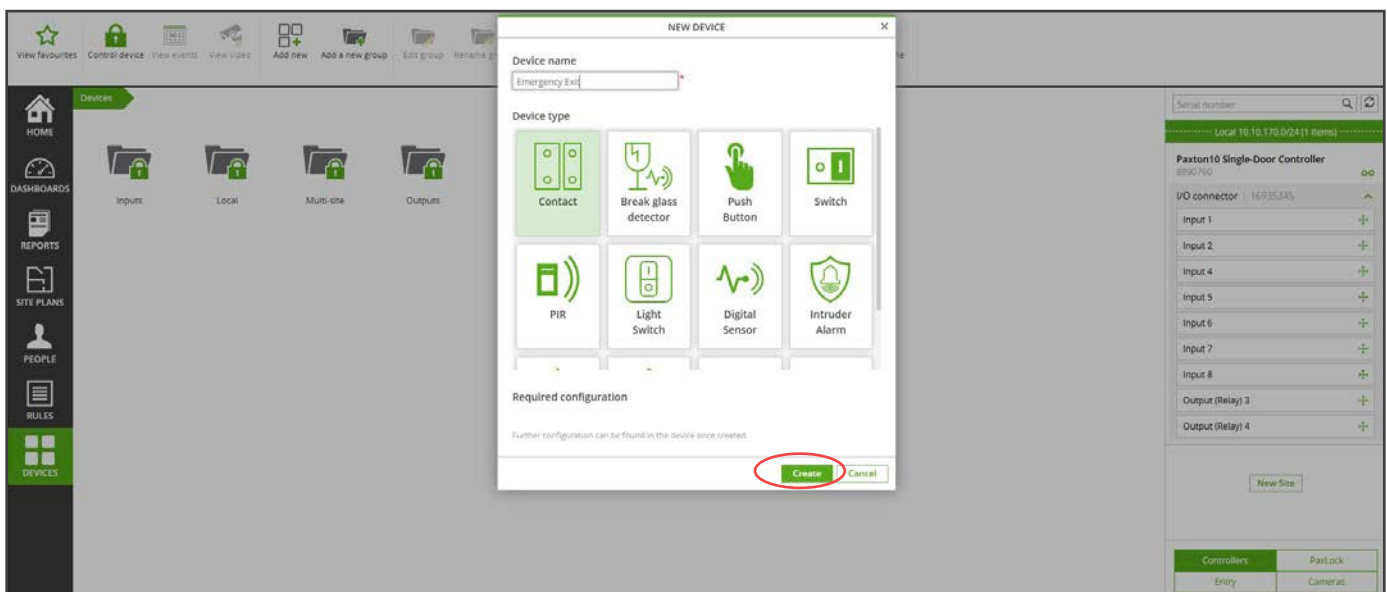 NEW DEVICE
View favourites
Control device
View events
View video
Add new
Add a new group
Edit group
Rename
Device name
Emergency Exit
*
Device type
Contact
Break glass
detector
Push
Button
Switch
PIR
Light
Switch
Digital
Sensor
Intruder
Alarm
Required configuration
Further configuration can be found in the device once created.
Create
Cancel
HOME
DASHBOARDS
REPORTS
SITE PLANS
PEOPLE
RULES
DEVICES
Devices
Inputs
Local
Multi-site
Outputs
Serial number
Local 10.10.170.0/24 (1 items)
Paxton10 Single-Door Controller
8890760
I/O connector | 16935345
Input 1
Input 2
Input 4
Input 5
Input 6
Input 7
Input 8
Output (Relay) 3
Output (Relay) 4
New Site
Controllers
PaxLock
Entry
Cameras